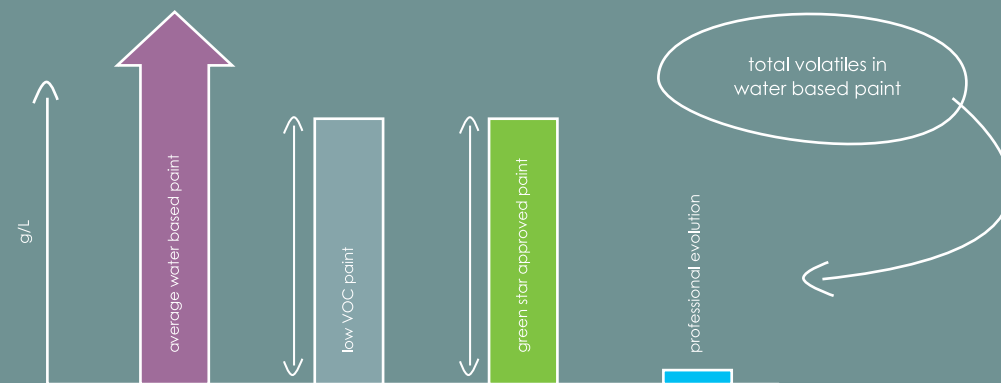 g/L
average water based paint
low VOC paint
green star approved paint
professional evolution
total volatiles in
water based paint